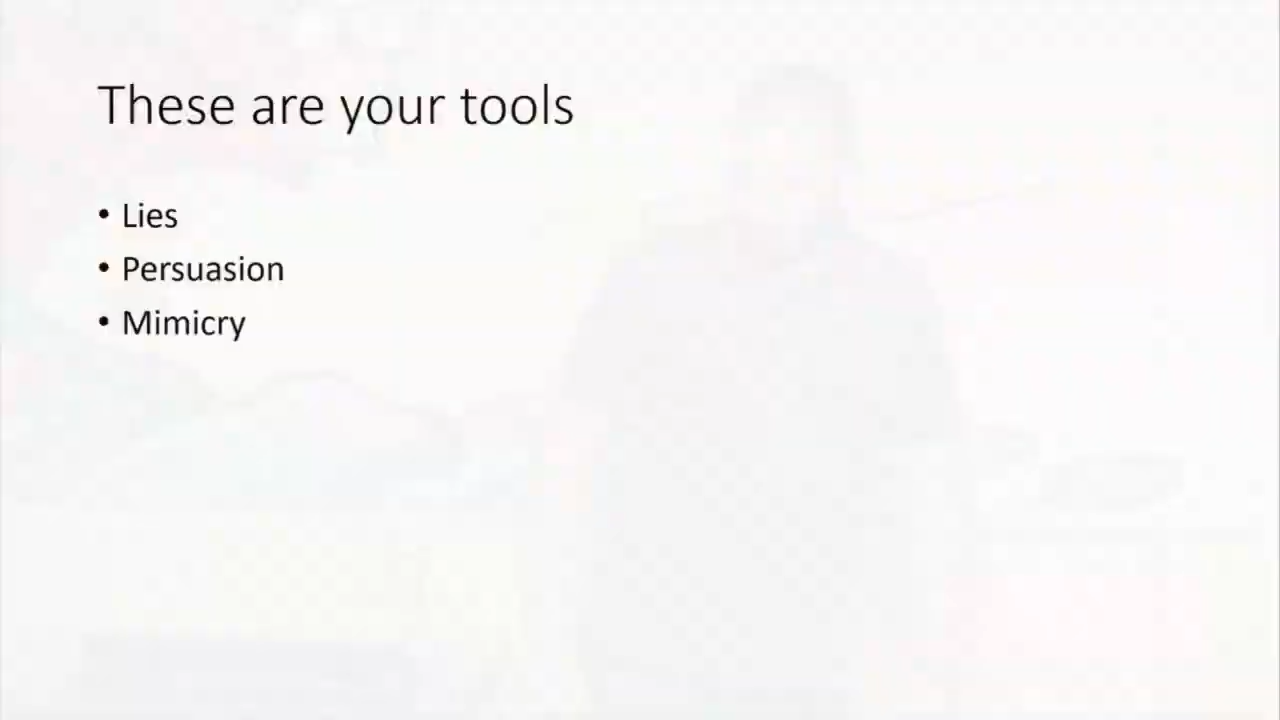 These are your tools
• Lies
• Persuasion
• Mimicry